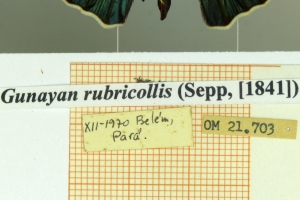 Gunayan rubricollis (Sepp, [1841])
XII-1970 Belém,
Pará.
OM 21.703